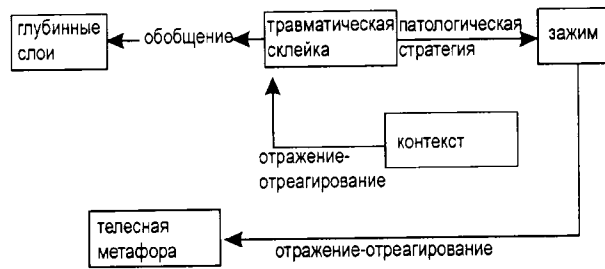 глубинные
слои
обобщение
травматическая
склейка
патологическая
стратегия
зажим
контекст
отражение-
отреагирование
телесная
метафора
отражение-отреагирование